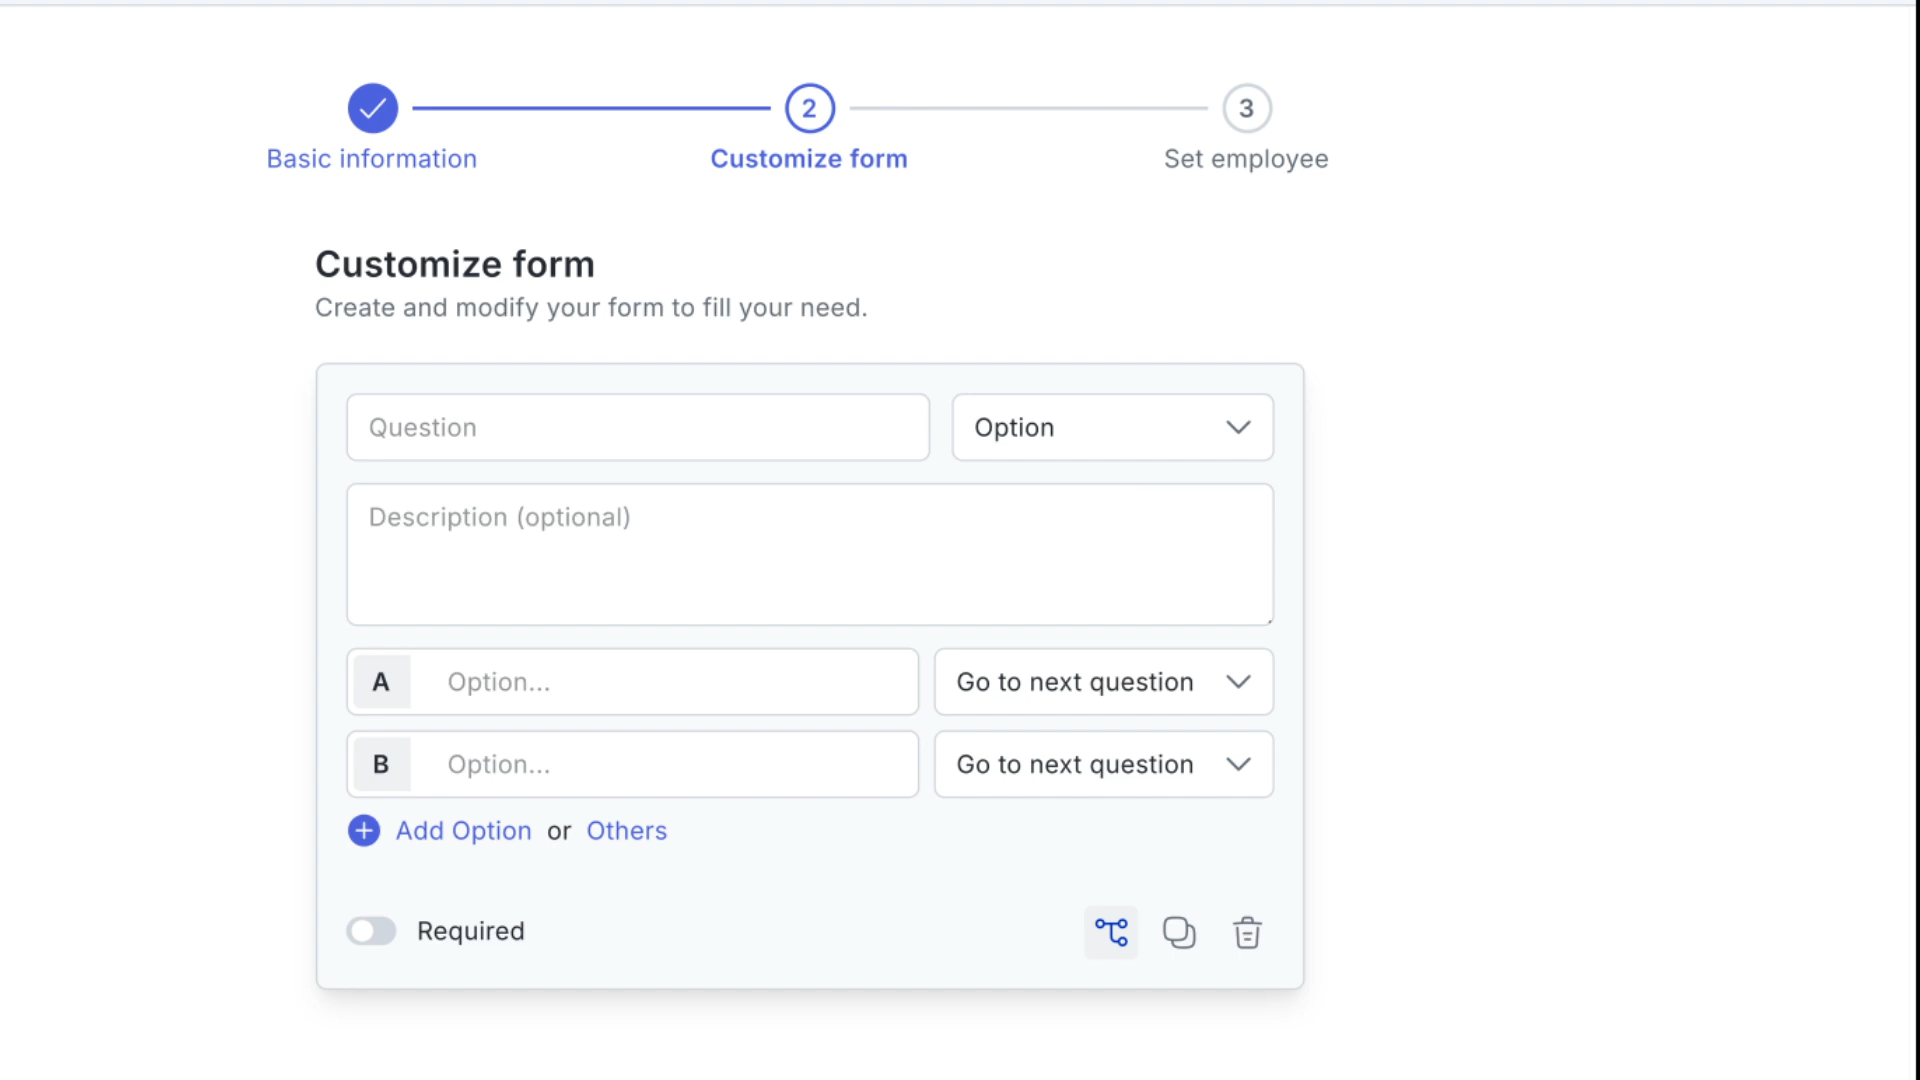 2
3
Basic information
Customize form
Set employee
Customize form
Create and modify your form to fill your need.
Question
Option
Description (optional)
A
Option...
Go to next question
B
Option...
Go to next question
Add Option or Others
Required